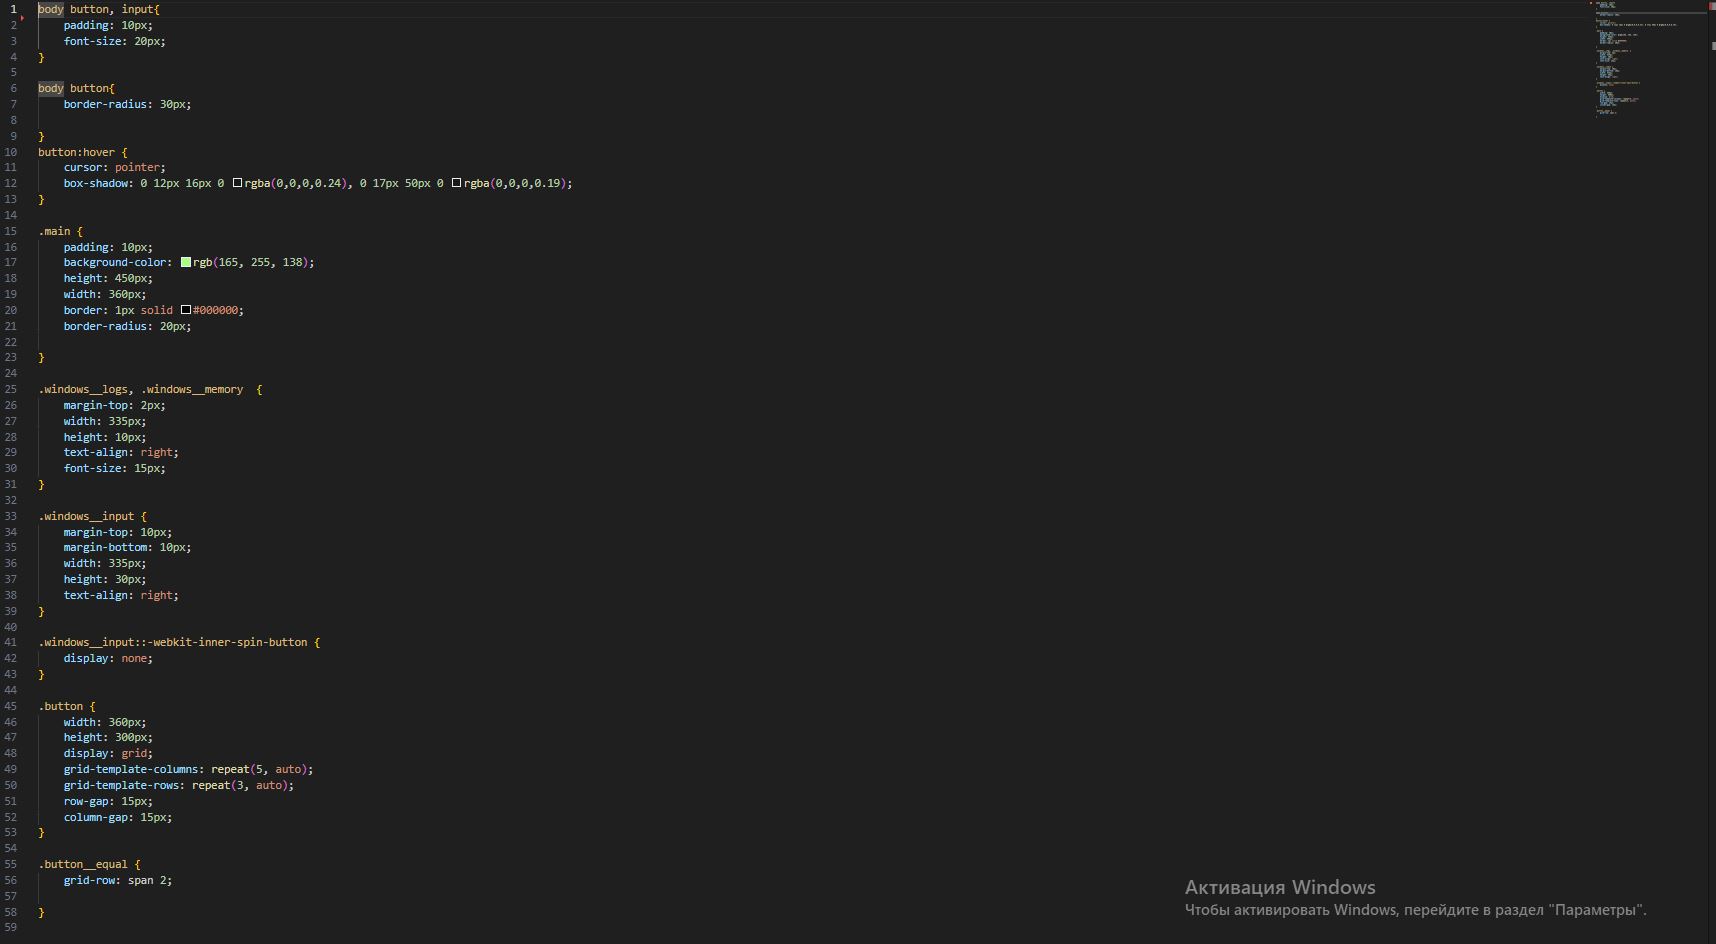 1 body button, input{
2     padding: 10px;
3     font-size: 20px;
4 }
5
6 body button{
7     border-radius: 30px;
8
9 }
10 button:hover {
11     cursor: pointer;
12     box-shadow: 0 12px 16px 0 rgba(0,0,0,0.24), 0 17px 50px 0 rgba(0,0,0,0.19);
13 }
14
15 .main {
16     padding: 10px;
17     background-color: rgb(165, 255, 138);
18     height: 450px;
19     width: 360px;
20     border: 1px solid #000000;
21     border-radius: 20px;
22
23 }
24
25 .windows__logs, .windows__memory  {
26     margin-top: 2px;
27     width: 335px;
28     height: 10px;
29     text-align: right;
30     font-size: 15px;
31 }
32
33 .windows__input {
34     margin-top: 10px;
35     margin-bottom: 10px;
36     width: 335px;
37     height: 30px;
38     text-align: right;
39 }
40
41 .windows__input::-webkit-inner-spin-button {
42     display: none;
43 }
44
45 .button {
46     width: 360px;
47     height: 300px;
48     display: grid;
49     grid-template-columns: repeat(5, auto);
50     grid-template-rows: repeat(3, auto);
51     row-gap: 15px;
52     column-gap: 15px;
53 }
54
55 .button__equal {
56     grid-row: span 2;
57
58 }
59
Активация Windows
Чтобы активировать Windows, перейдите в раздел "Параметры".